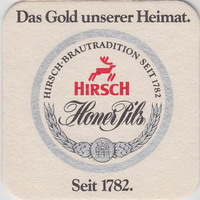 Das Gold unserer Heimat.
HIRSCH-BRAUTRADITION SEIT 1782
HIRSCH
Honer Pils
Seit 1782.